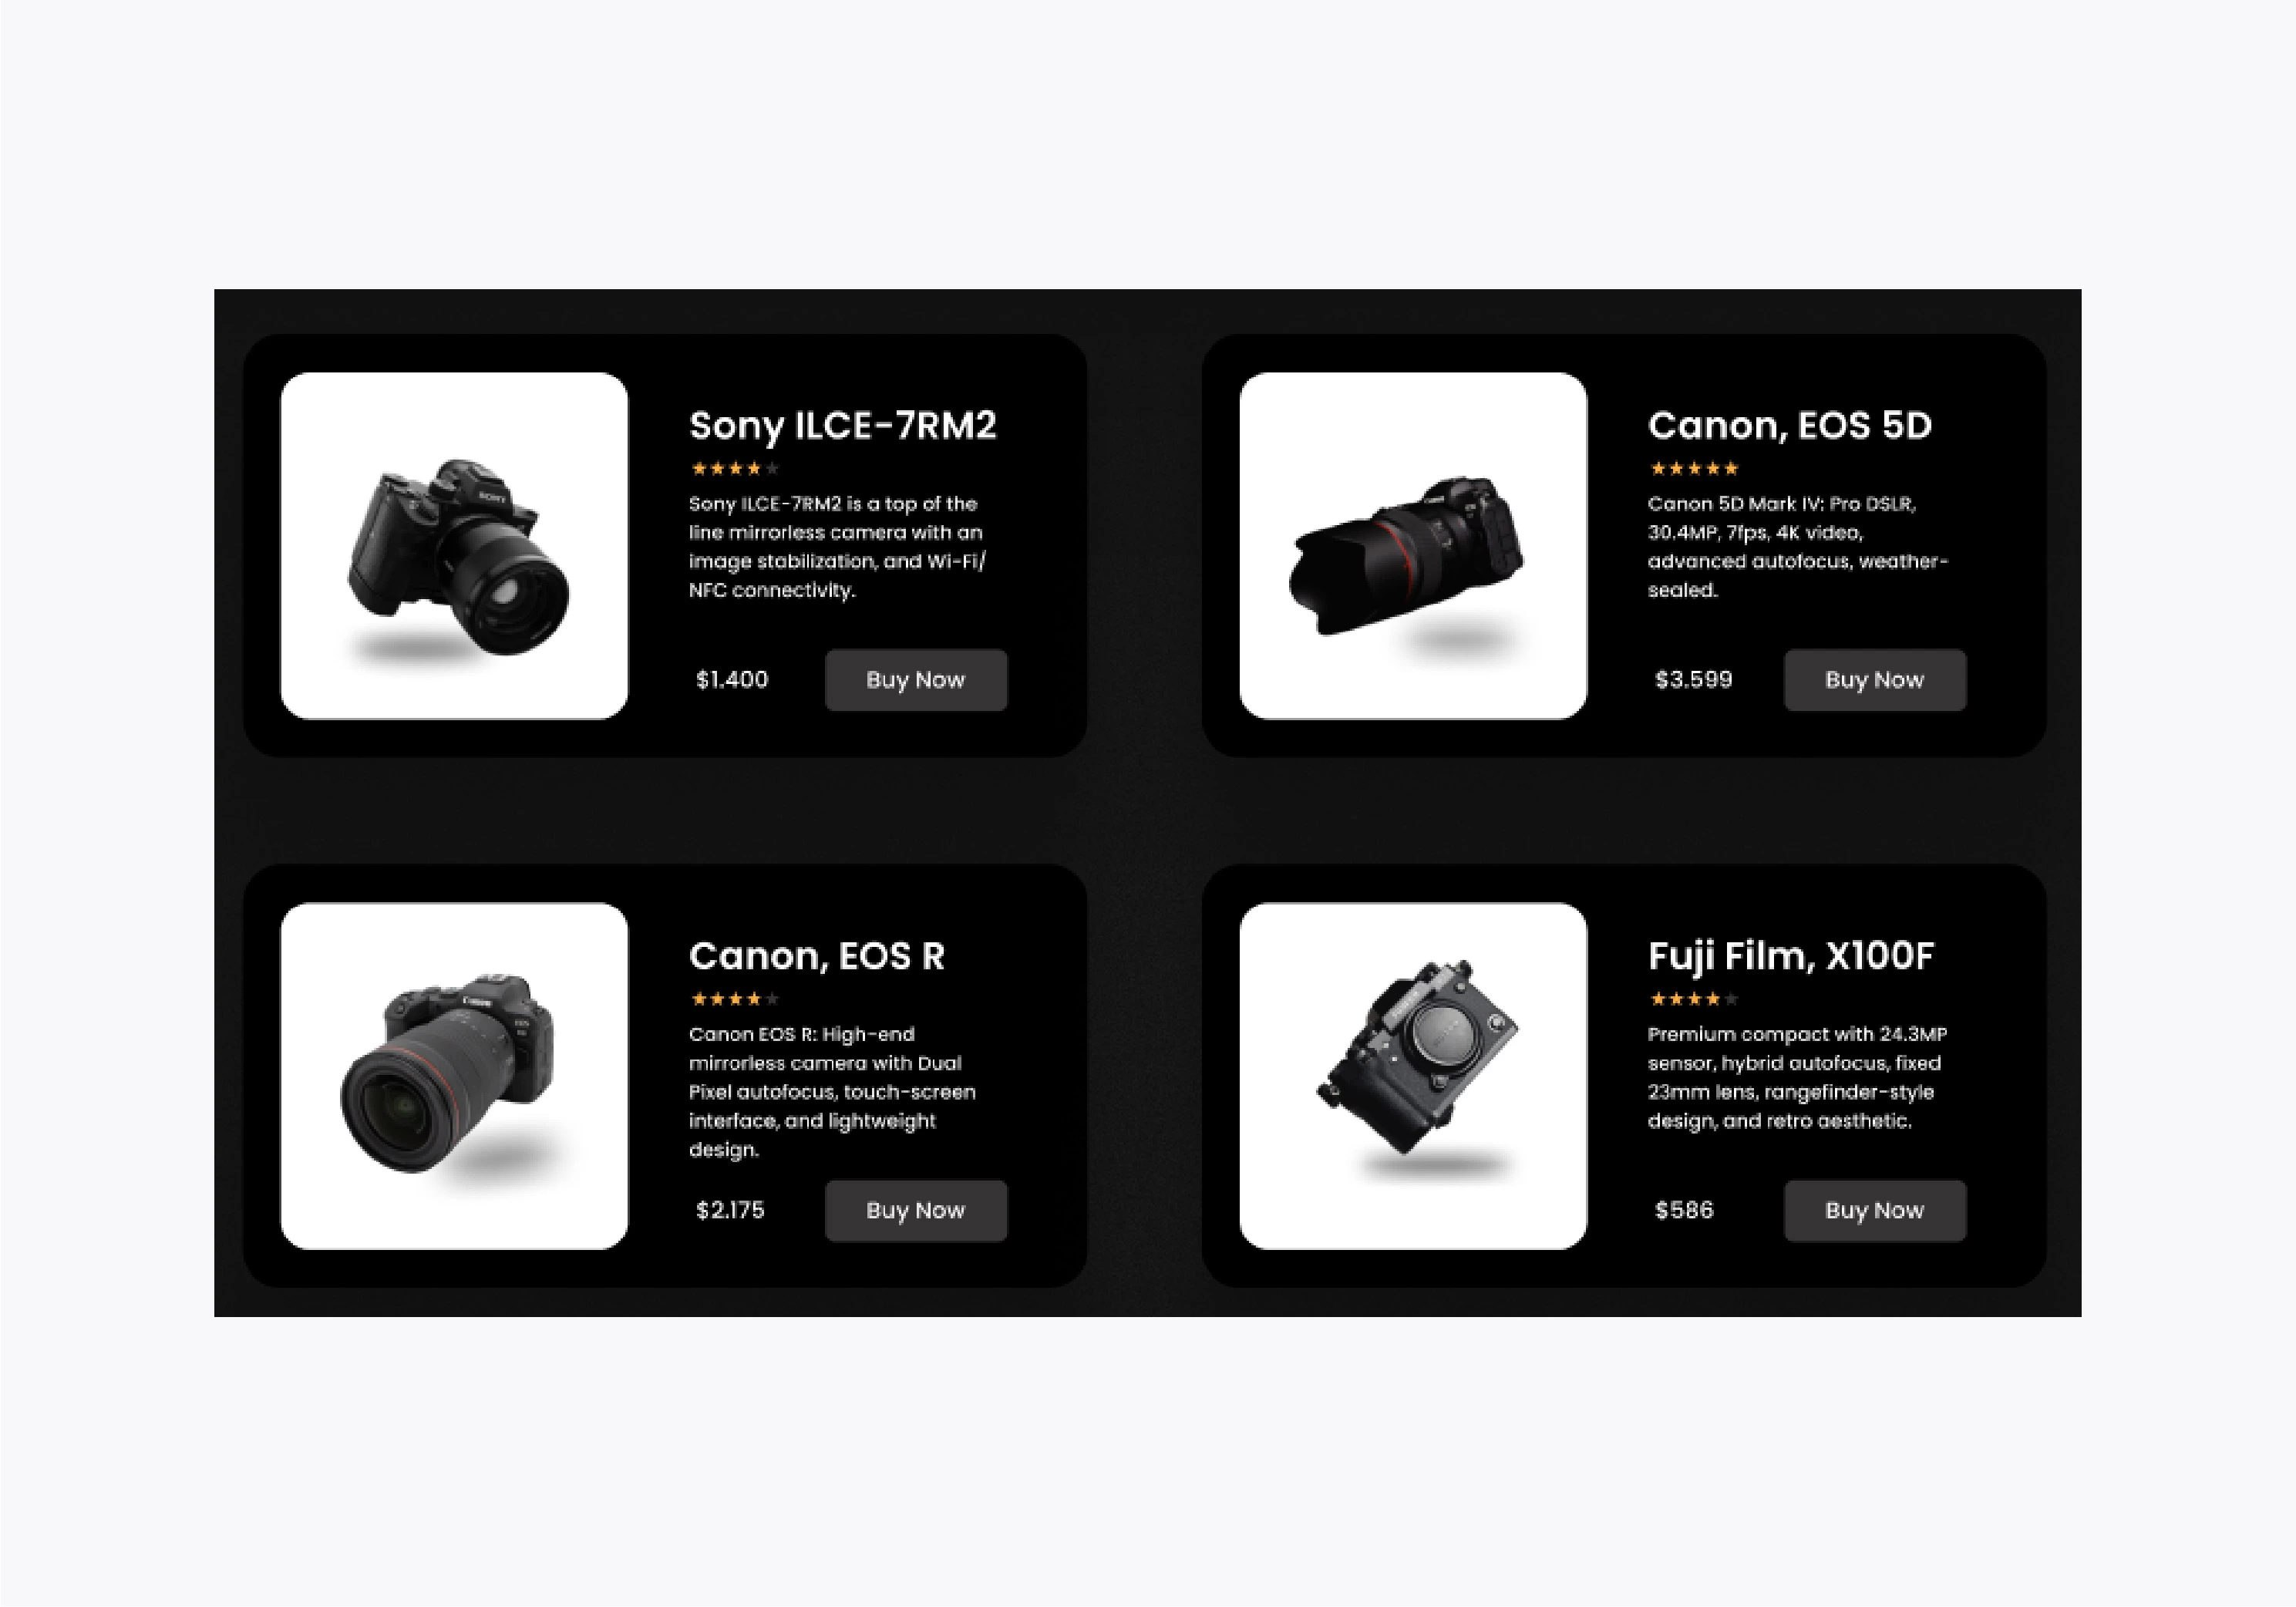 Sony ILCE-7RM2
Sony ILCE-7RM2 is a top of the
line mirrorless camera with an
image stabilization, and Wi-Fi/
NFC connectivity.
$1.400
Buy Now
SONY
Canon, EOS 5D
Canon 5D Mark IV: Pro DSLR,
30.4MP, 7fps, 4K video,
advanced autofocus, weather-
sealed.
$3.599
Buy Now
Canon, EOS R
Canon EOS R: High-end
mirrorless camera with Dual
Pixel autofocus, touch-screen
interface, and lightweight
design.
$2.175
Buy Now
Canon
Fuji Film, X100F
Premium compact with 24.3MP
sensor, hybrid autofocus, fixed
23mm lens, rangefinder-style
design, and retro aesthetic.
$586
Buy Now